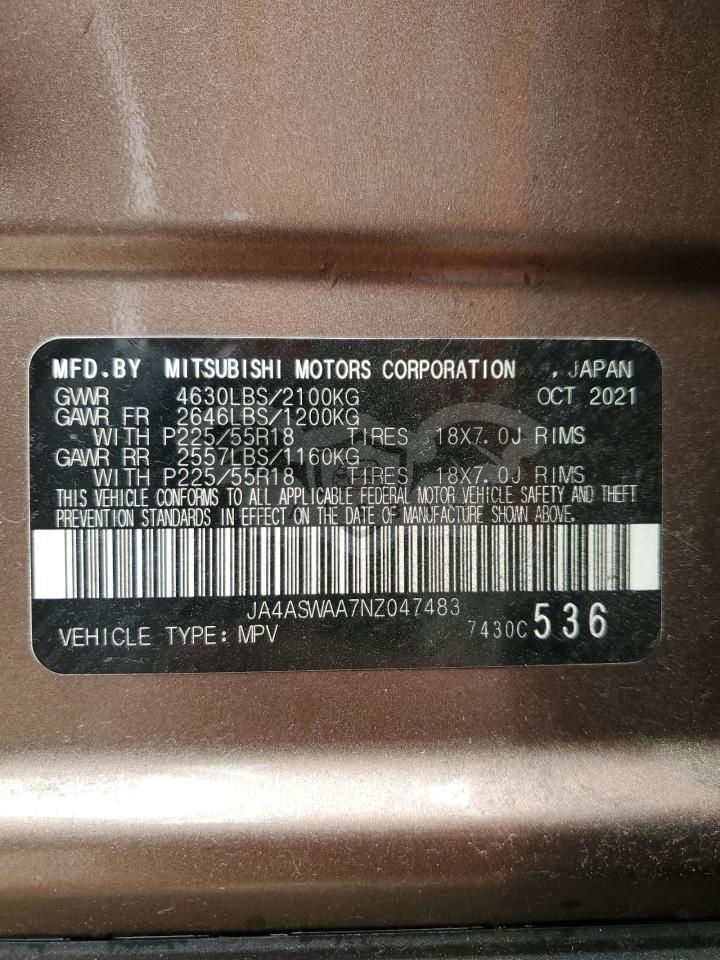 MFD.BY MITSUBISHI MOTORS CORPORATION , JAPAN
GVWR 4630LBS/2100KG OCT 2021
GAWR FR 2646LBS/1200KG
WITH P225/55R18 TIRES 18X7.0J RIMS
GAWR RR 2557LBS/1160KG
WITH P225/55R18 TIRES 18X7.0J RIMS
THIS VEHICLE CONFORMS TO ALL APPLICABLE FEDERAL MOTOR VEHICLE SAFETY AND THEFT
PREVENTION STANDARDS IN EFFECT ON THE DATE OF MANUFACTURE SHOWN ABOVE.
JA4ASWAA7NZ047483
VEHICLE TYPE: MPV 7430C 536